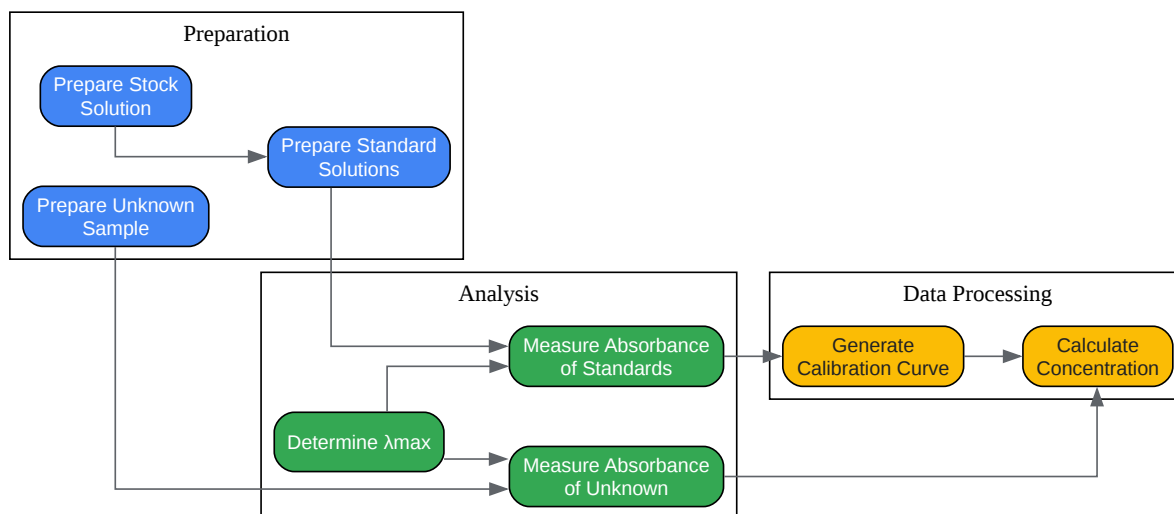 Preparation
Prepare Stock
Solution
Prepare Standard
Solutions
Prepare Unknown
Sample
Analysis
Measure Absorbance
of Standards
Determine λmax
Measure Absorbance
of Unknown
Data Processing
Generate
Calibration Curve
Calculate
Concentration